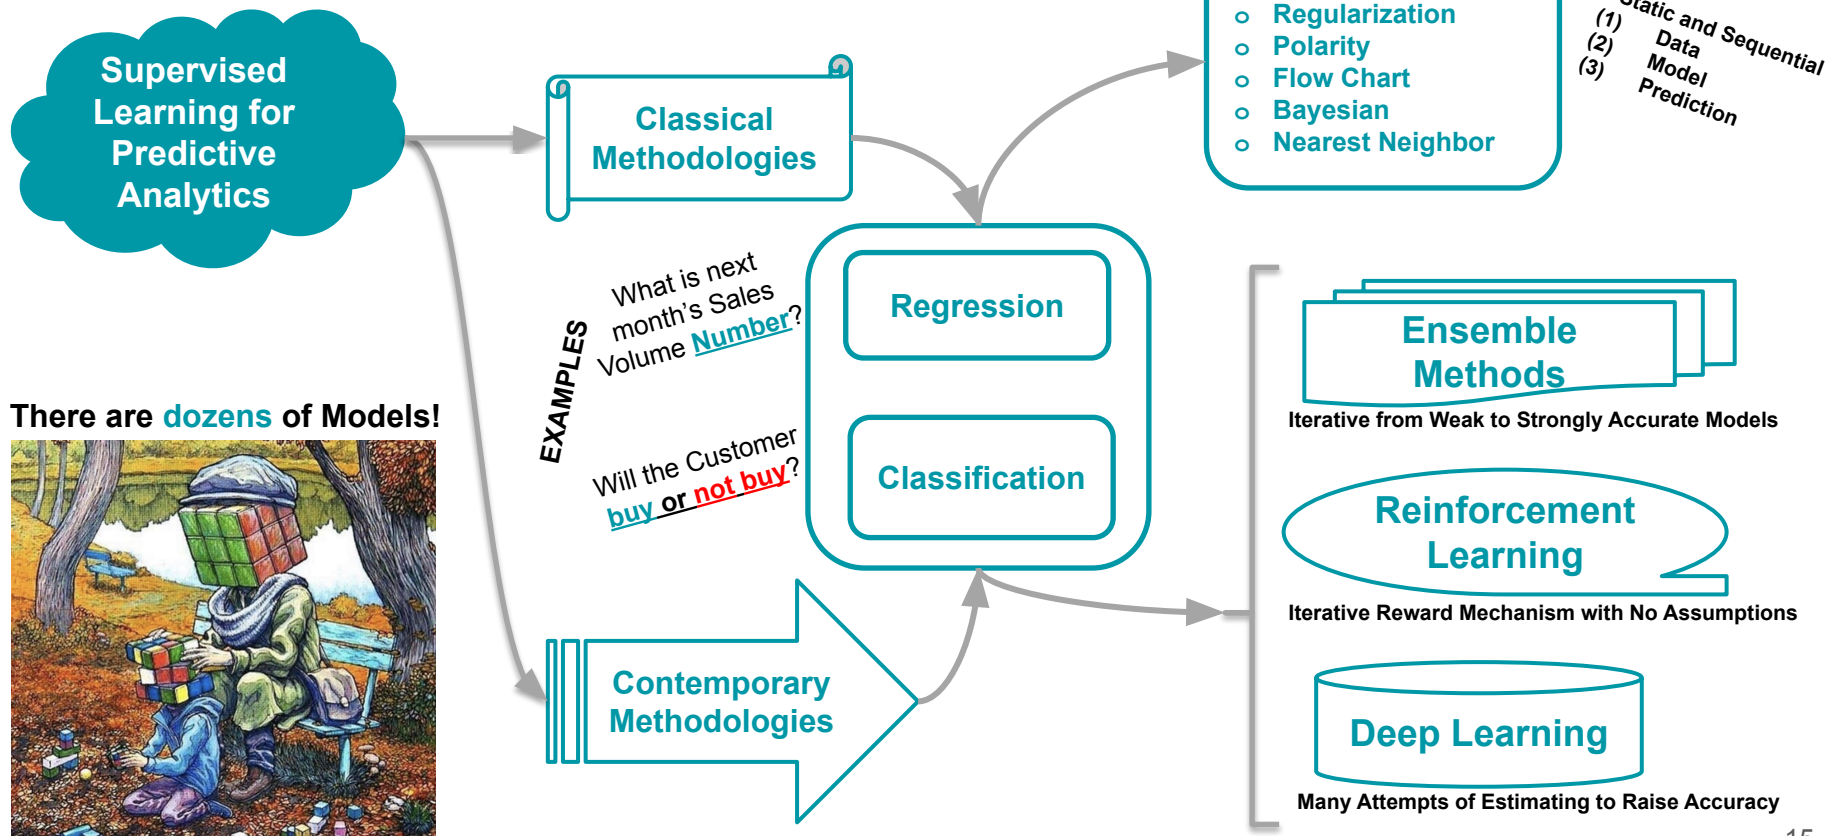 Supervised
Learning for
Predictive
Analytics
Classical
Methodologies
o Regularization
o Polarity
o Flow Chart
o Bayesian
o Nearest Neighbor
Static and Sequential
(1) Data
(2) Model
(3) Prediction
EXAMPLES
What is next
month's Sales
Volume Number?
Will the Customer
buy or not buy?
Regression
Classification
There are dozens of Models!
Contemporary
Methodologies
Ensemble
Methods
Iterative from Weak to Strongly Accurate Models
Reinforcement
Learning
Iterative Reward Mechanism with No Assumptions
Deep Learning
Many Attempts of Estimating to Raise Accuracy